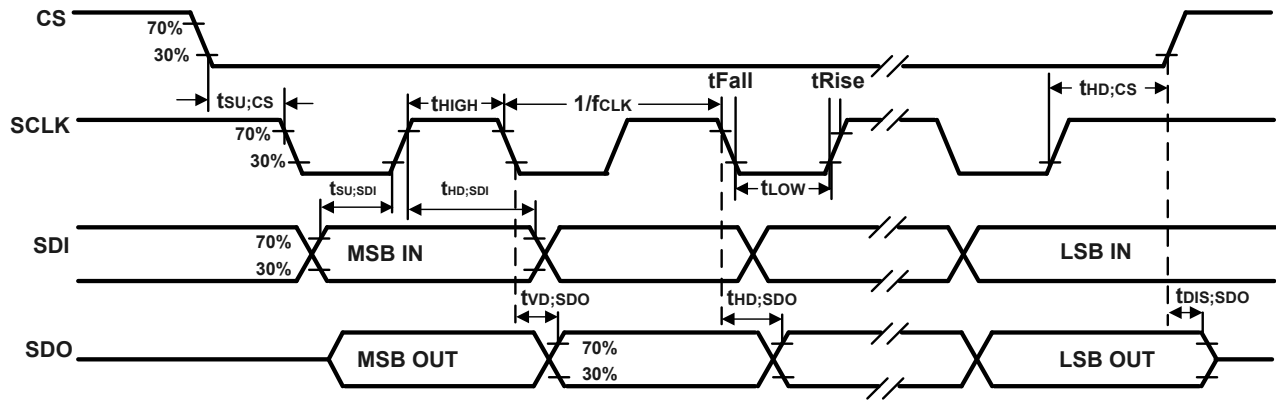 CS
70%
30%
tSU;CS
tHIGH
1/fCLK
tFall
tRise
tHD;CS
SCLK
70%
30%
tSU;SDI
tHD;SDI
tLOW
SDI
70%
30%
MSB IN
LSB IN
tVD;SDO
tHD;SDO
tDIS;SDO
SDO
MSB OUT
70%
30%
LSB OUT